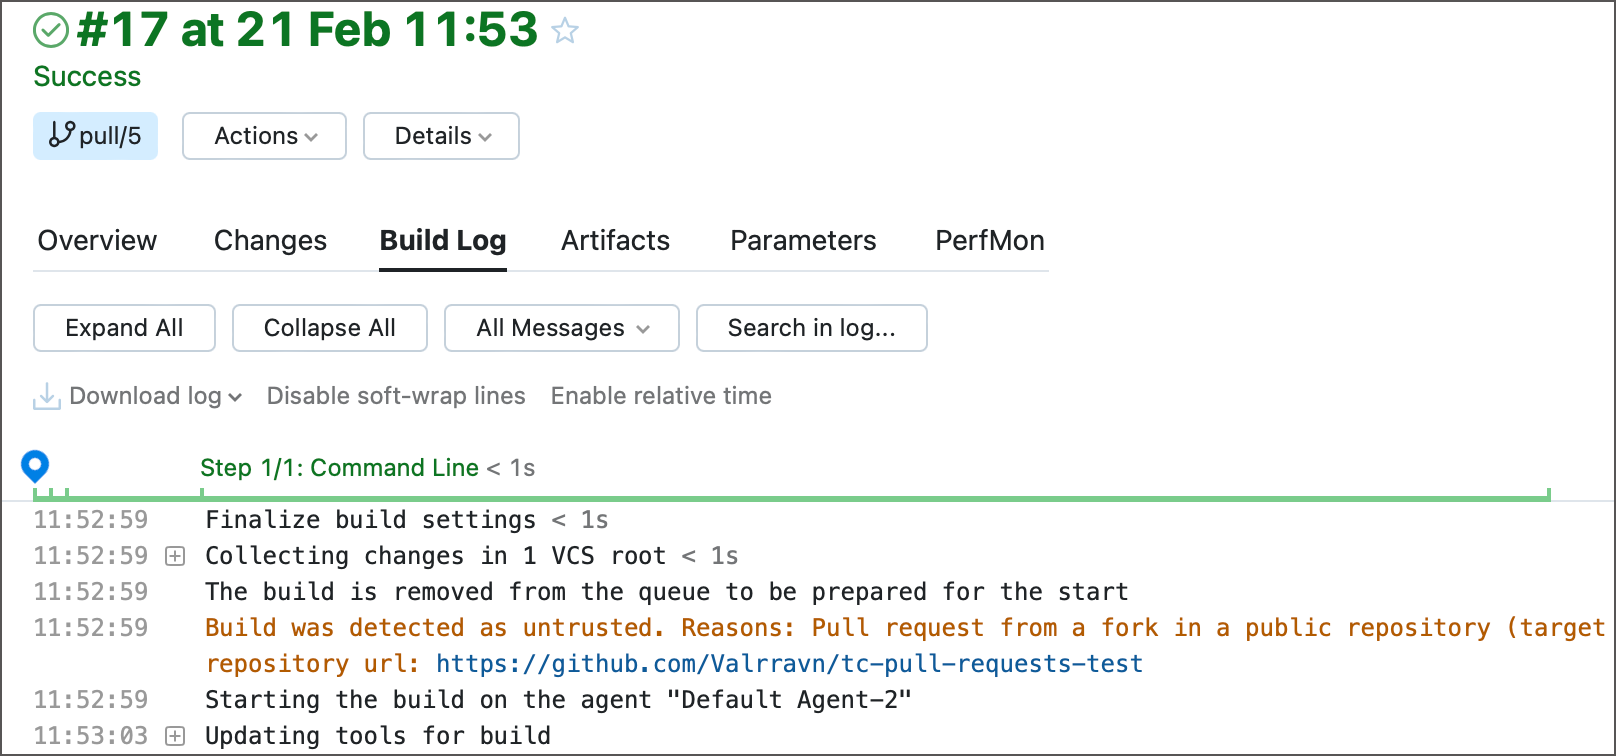 #17 at 21 Feb 11:53
Success
pull/5 Actions Details
Overview Changes Build Log Artifacts Parameters PerfMon
Expand All Collapse All All Messages Search in log...
Download log Disable soft-wrap lines Enable relative time
Step 1/1: Command Line < 1s
11:52:59 Finalize build settings < 1s
11:52:59 Collecting changes in 1 VCS root < 1s
11:52:59 The build is removed from the queue to be prepared for the start
11:52:59 Build was detected as untrusted. Reasons: Pull request from a fork in a public repository (target
repository url: https://github.com/Valrravn/tc-pull-requests-test
11:52:59 Starting the build on the agent "Default Agent-2"
11:53:03 Updating tools for build